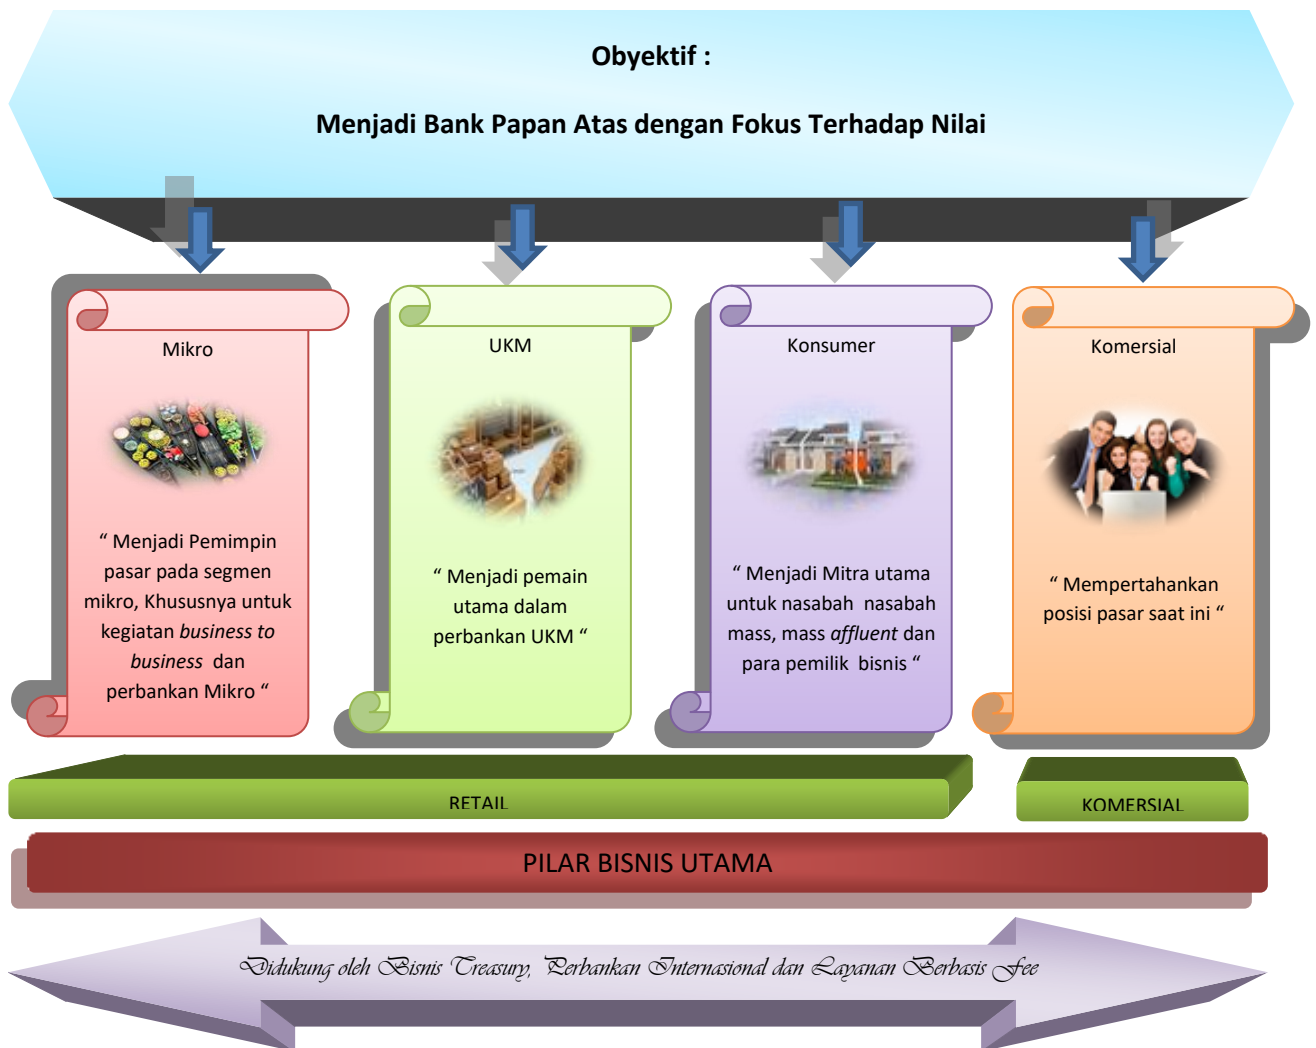 Obyektif :
Menjadi Bank Papan Atas dengan Fokus Terhadap Nilai
Mikro
“ Menjadi Pemimpin
pasar pada segmen
mikro, Khususnya untuk
kegiatan business to
business dan
perbankan Mikro “
UKM
“ Menjadi pemain
utama dalam
perbankan UKM “
Konsumer
“ Menjadi Mitra utama
untuk nasabah nasabah
mass, mass affluent dan
para pemilik bisnis “
Komersial
“ Mempertahankan
posisi pasar saat ini “
RETAIL
KOMERSIAL
PILAR BISNIS UTAMA
Didukung oleh Bisnis Treasury, Perbankan Internasional dan Layanan Berbasis Fee